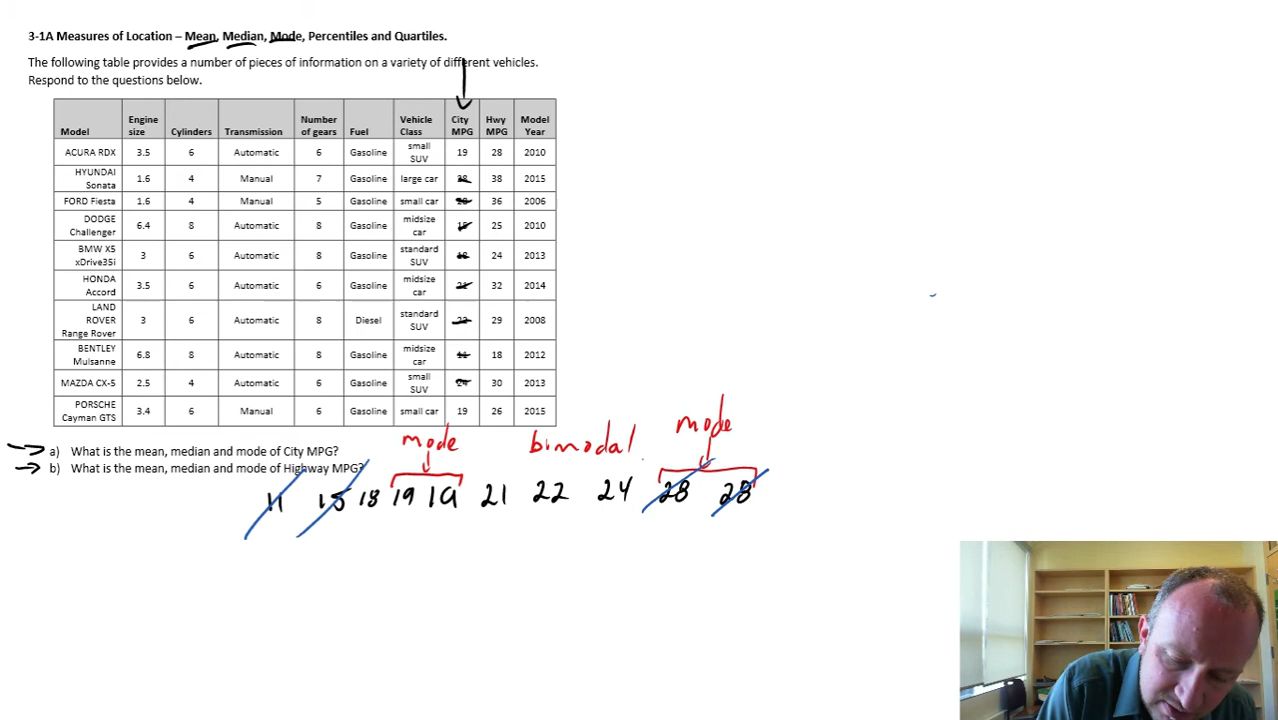 3-1A Measures of Location – Mean, Median, Mode, Percentiles and Quartiles.
The following table provides a number of pieces of information on a variety of different vehicles.
Respond to the questions below.
Model Engine size Cylinders Transmission Number of gears Fuel Vehicle Class City MPG Hwy MPG Model Year
ACURA RDX 3.5 6 Automatic 6 Gasoline small SUV 19 28 2010
HYUNDAI Sonata 1.6 4 Manual 7 Gasoline large car 28 38 2015
FORD Fiesta 1.6 4 Manual 5 Gasoline small car 28 36 2006
DODGE Challenger 6.4 8 Automatic 8 Gasoline midsize car 15 25 2010
BMW X5 xDrive35i 3 6 Automatic 8 Gasoline standard SUV 18 24 2013
HONDA Accord 3.5 6 Automatic 6 Gasoline midsize car 21 32 2014
LAND ROVER Range Rover 3 6 Automatic 8 Diesel standard SUV 22 29 2008
BENTLEY Mulsanne 6.8 8 Automatic 8 Gasoline midsize car 11 18 2012
MAZDA CX-5 2.5 4 Automatic 6 Gasoline small SUV 24 30 2013
PORSCHE Cayman GTS 3.4 6 Manual 6 Gasoline small car 19 26 2015
a) What is the mean, median and mode of City MPG?
b) What is the mean, median and mode of Highway MPG?
mode bimodal mode
11 15 18 19 19 21 22 24 28 28